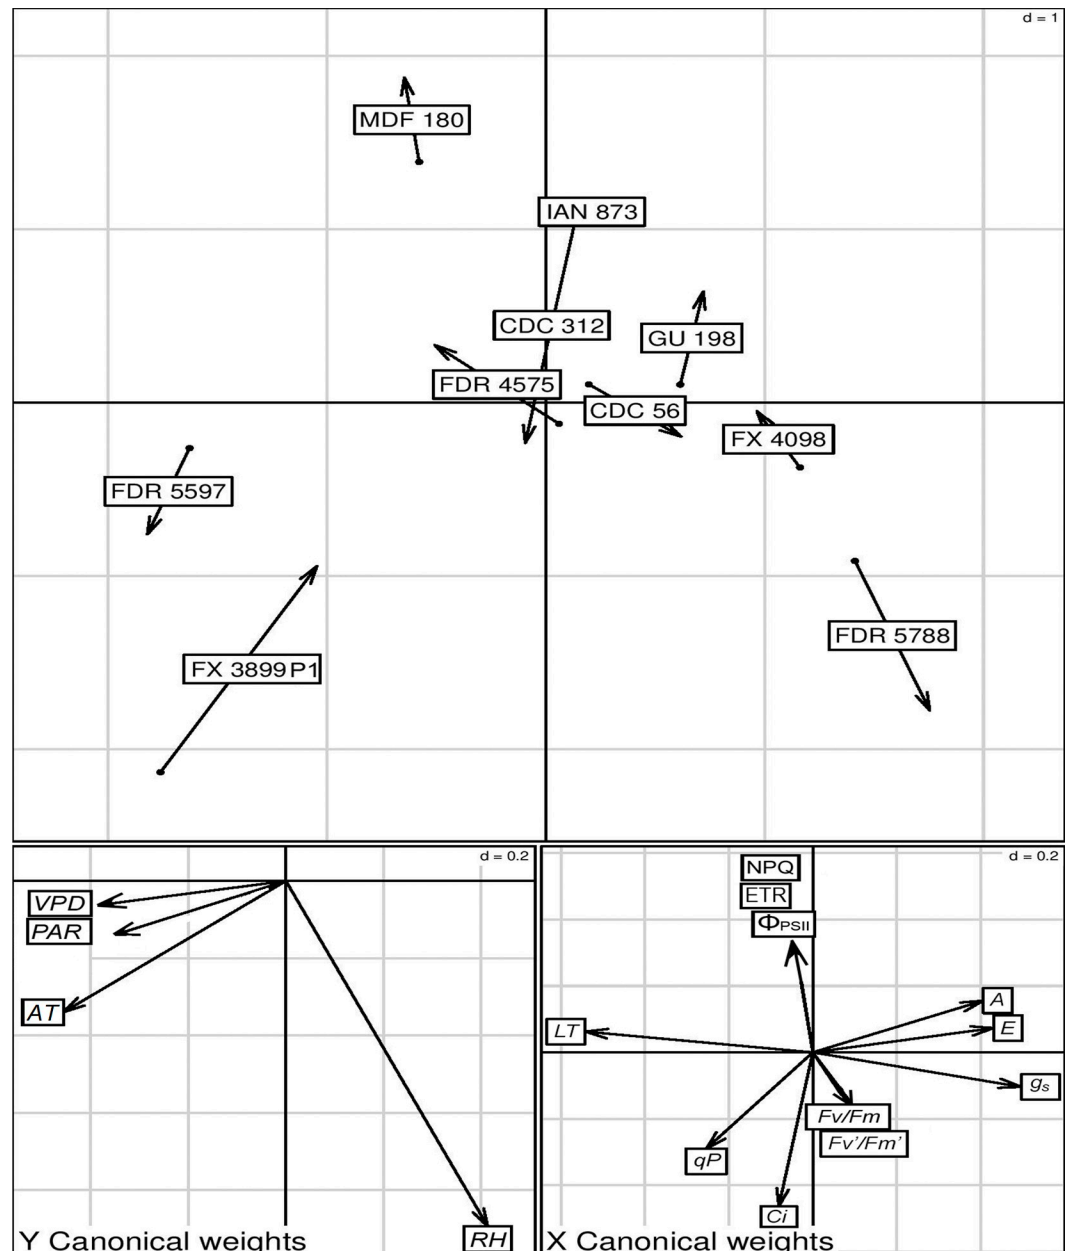 d = 1
MDF 180
IAN 873
CDC 312
GU 198
FDR 4575
CDC 56
FX 4098
FDR 5597
FDR 5788
FX 3899P1
d = 0.2
VPD
PAR
AT
RH
Y Canonical weights
d = 0.2
NPQ
ETR
ΦPSII
A
E
LT
gs
Fv/Fm
Fv'/Fm'
qP
Ci
X Canonical weights